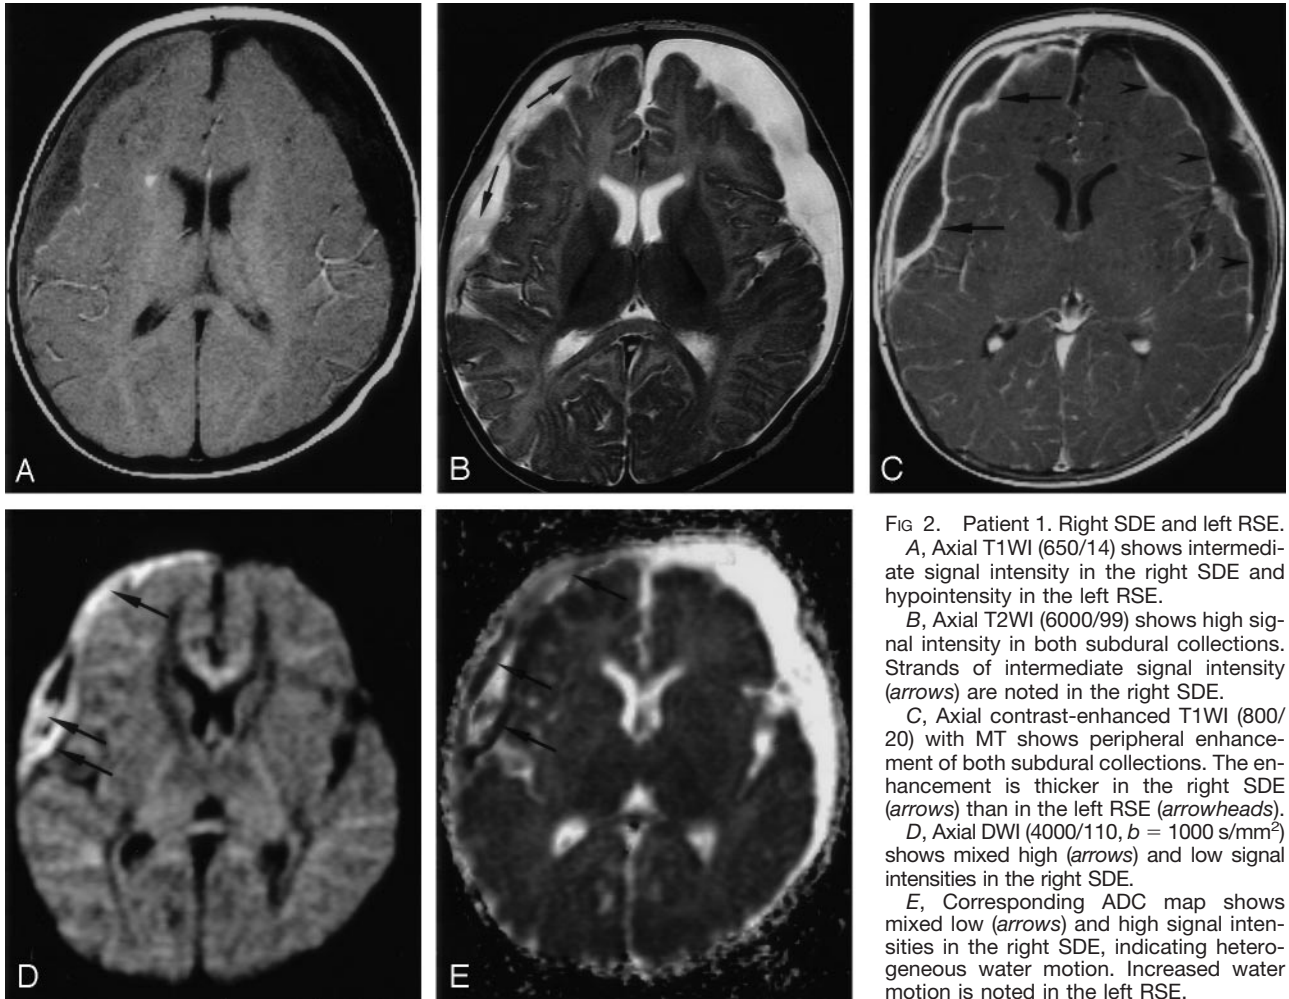 A
B
C
D
E
FIG 2. Patient 1. Right SDE and left RSE.
A, Axial T1WI (650/14) shows intermedi-
ate signal intensity in the right SDE and
hypointensity in the left RSE.
B, Axial T2WI (6000/99) shows high sig-
nal intensity in both subdural collections.
Strands of intermediate signal intensity
(arrows) are noted in the right SDE.
C, Axial contrast-enhanced T1WI (800/
20) with MT shows peripheral enhance-
ment of both subdural collections. The en-
hancement is thicker in the right SDE
(arrows) than in the left RSE (arrowheads).
D, Axial DWI (4000/110, b = 1000 s/mm²)
shows mixed high (arrows) and low signal
intensities in the right SDE.
E, Corresponding ADC map shows
mixed low (arrows) and high signal inten-
sities in the right SDE, indicating hetero-
geneous water motion. Increased water
motion is noted in the left RSE.